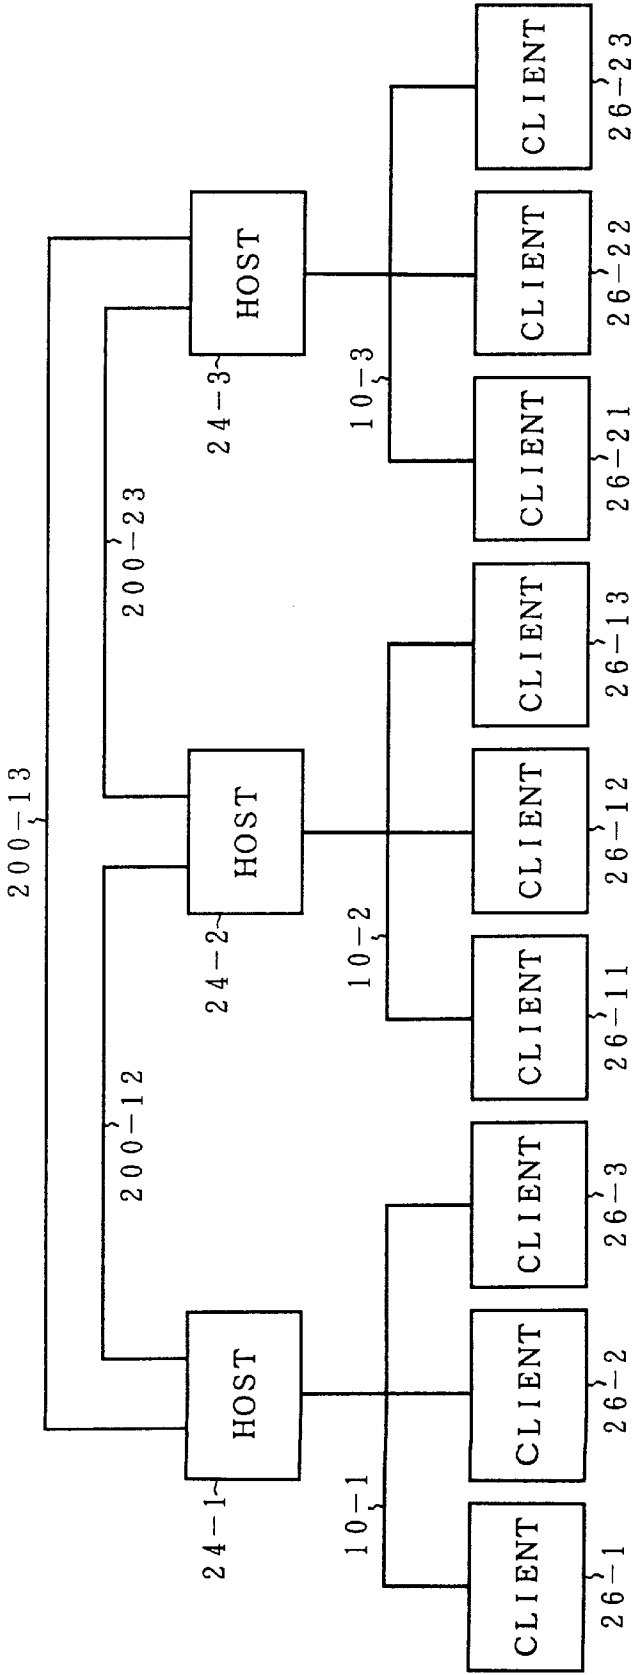 200-13
200-12
200-23
HOST
HOST
HOST
24-1
24-2
24-3
10-1
10-2
10-3
CLIENT
CLIENT
CLIENT
CLIENT
CLIENT
CLIENT
CLIENT
CLIENT
CLIENT
26-1
26-2
26-3
26-11
26-12
26-13
26-21
26-22
26-23